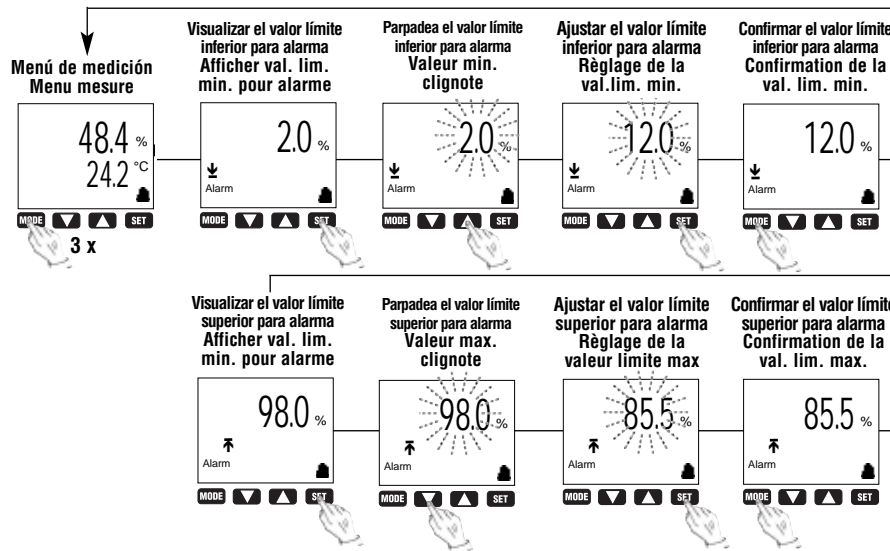 Menú de medición
Menu mesure
48.4 %
24.2 °C
MODE SET
3 x
Visualizar el valor límite
inferior para alarma
Afficher val. lim.
min. pour alarme
2.0 %
Alarm
MODE SET
Parpadea el valor límite
inferior para alarma
Valeur min.
clignote
2.0 %
Alarm
MODE SET
Ajustar el valor límite
inferior para alarma
Règlage de la
val.lim. min.
12.0 %
Alarm
MODE SET
Confirmar el valor límite
inferior para alarma
Confirmation de la
val. lim. min.
12.0 %
Alarm
MODE SET
Visualizar el valor límite
superior para alarma
Afficher val. lim.
min. pour alarme
98.0 %
Alarm
MODE SET
Parpadea el valor límite
superior para alarma
Valeur max.
clignote
98.0 %
Alarm
MODE SET
Ajustar el valor límite
superior para alarma
Règlage de la
valeur limite max
85.5 %
Alarm
MODE SET
Confirmar el valor límite
superior para alarma
Confirmation de la
val. lim. max.
85.5 %
Alarm
MODE SET